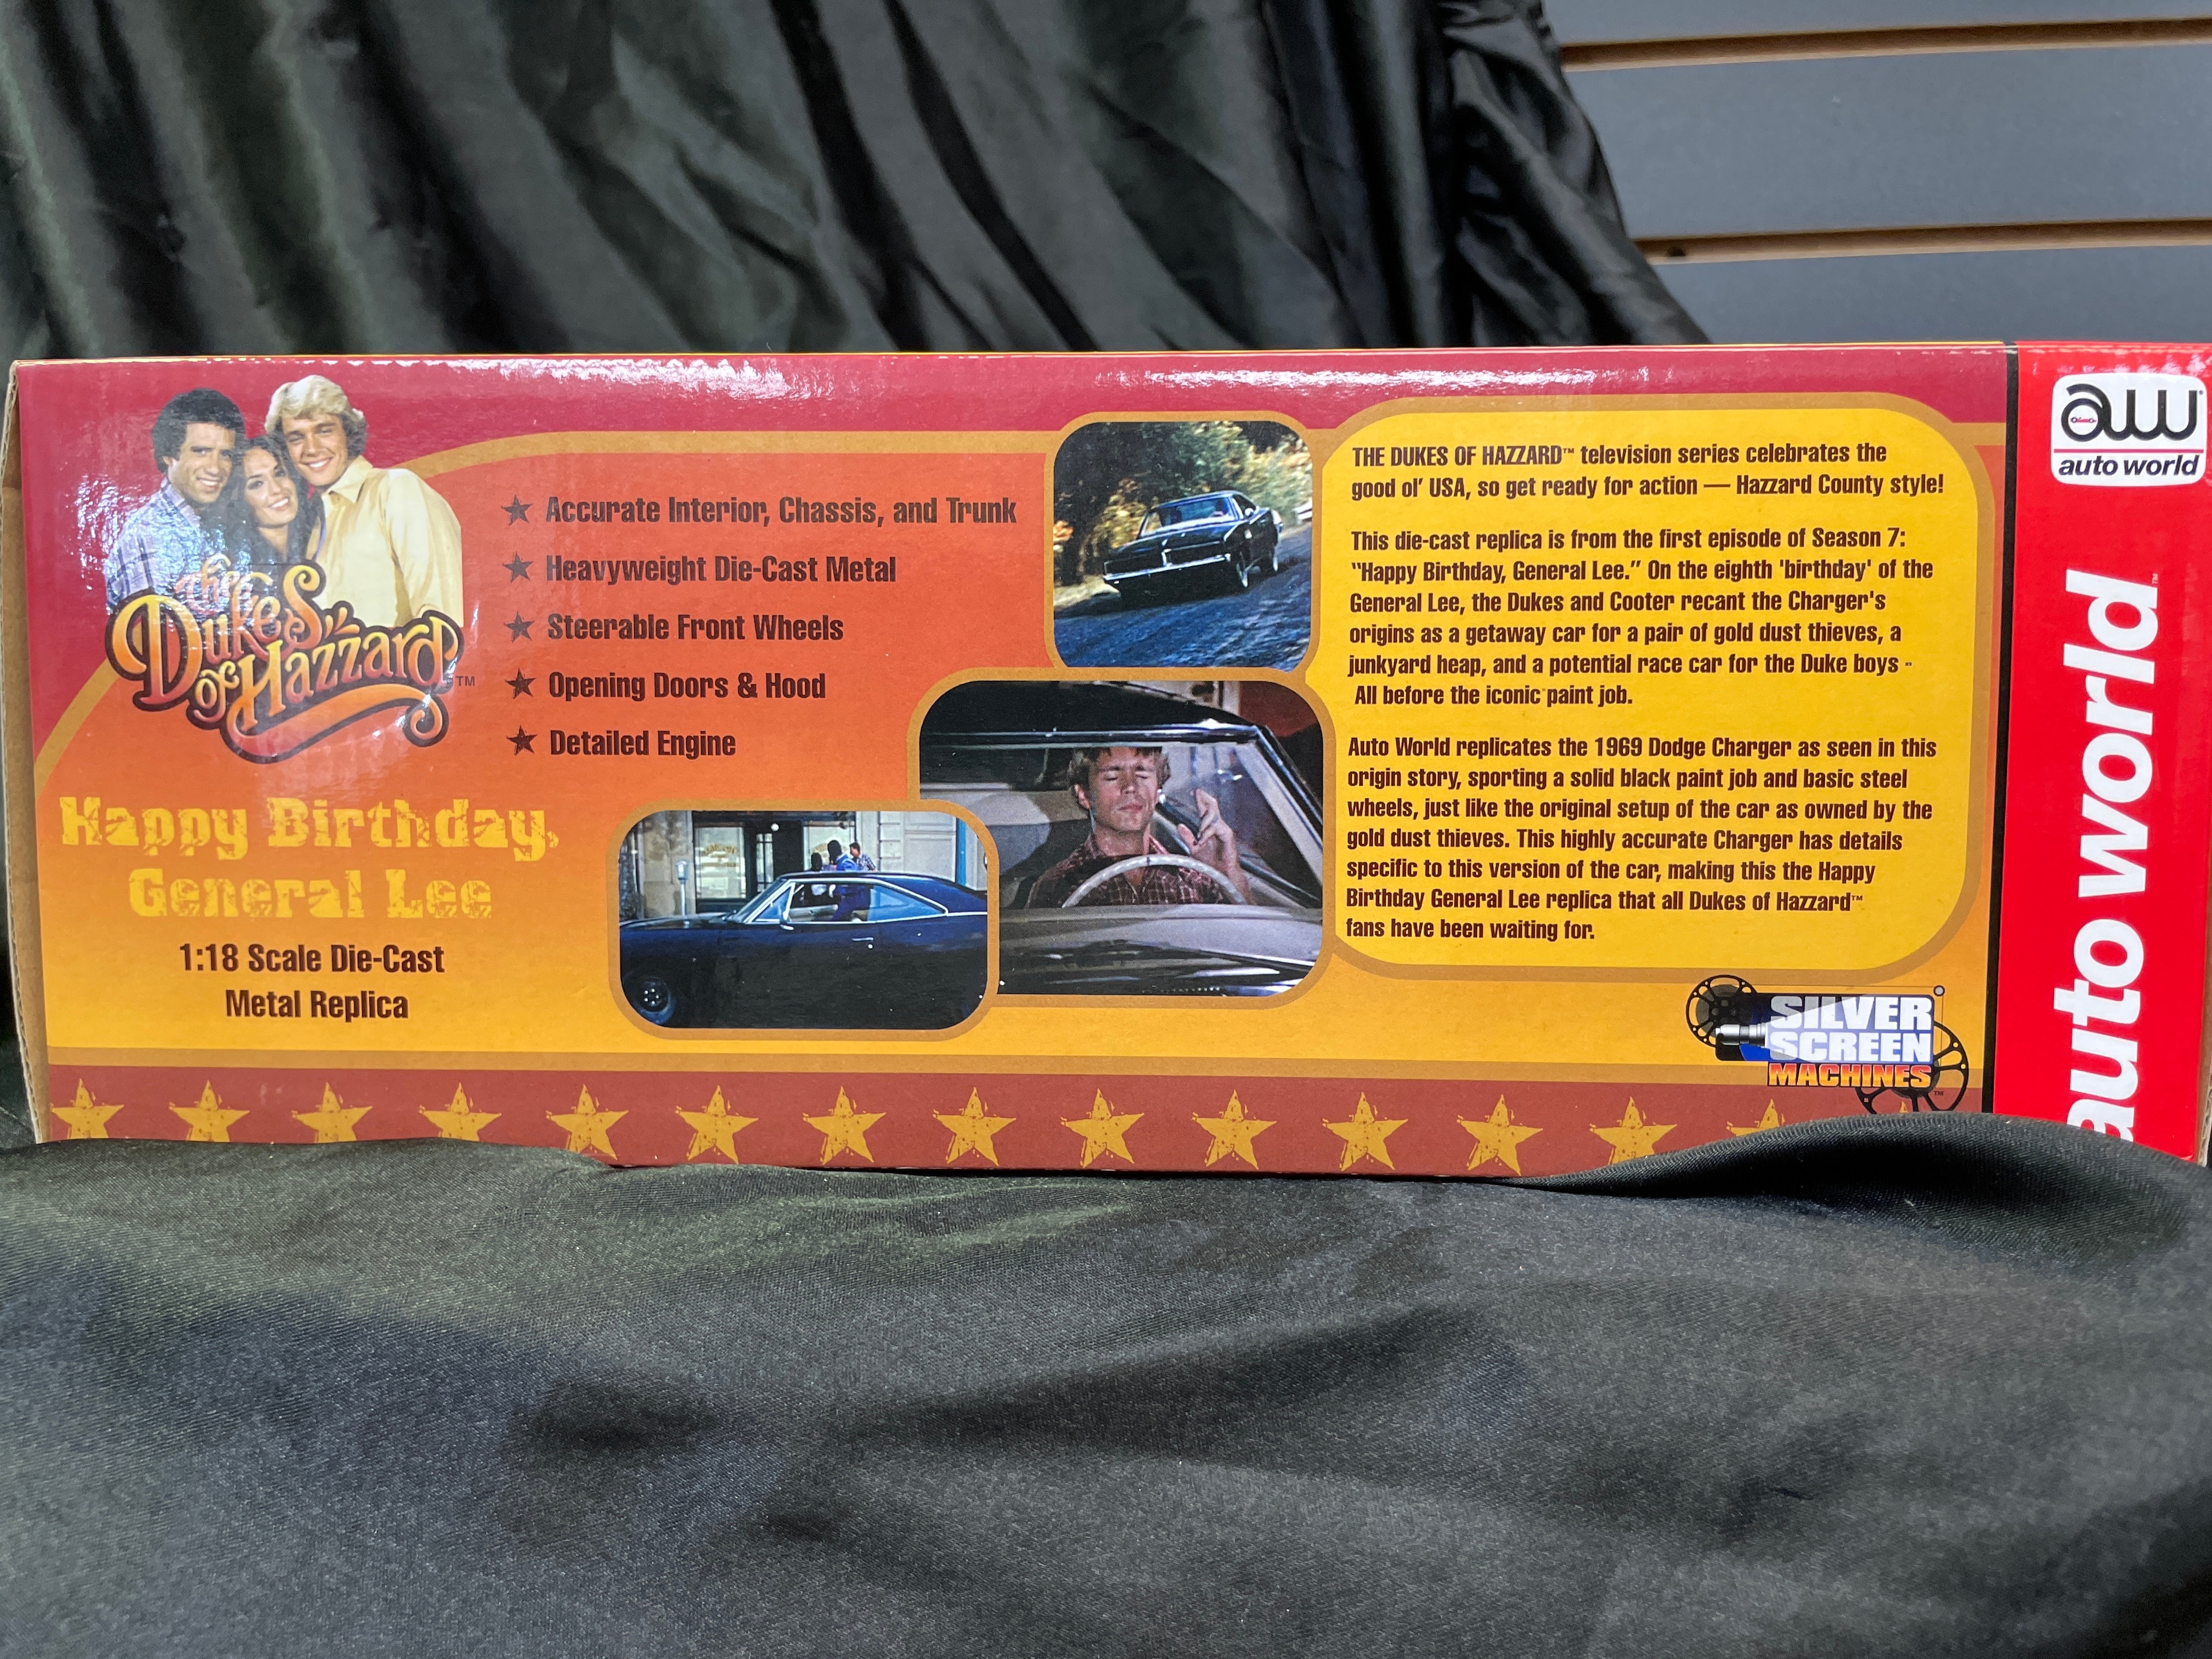 The
Dukes
of Hazzard™
Happy Birthday,
General Lee
1:18 Scale Die-Cast
Metal Replica
★ Accurate Interior, Chassis, and Trunk
★ Heavyweight Die-Cast Metal
★ Steerable Front Wheels
★ Opening Doors & Hood
★ Detailed Engine
THE DUKES OF HAZZARD™ television series celebrates the
good ol' USA, so get ready for action — Hazzard County style!
This die-cast replica is from the first episode of Season 7:
"Happy Birthday, General Lee." On the eighth 'birthday' of the
General Lee, the Dukes and Cooter recant the Charger's
origins as a getaway car for a pair of gold dust thieves, a
junkyard heap, and a potential race car for the Duke boys -
All before the iconic paint job.
Auto World replicates the 1969 Dodge Charger as seen in this
origin story, sporting a solid black paint job and basic steel
wheels, just like the original setup of the car as owned by the
gold dust thieves. This highly accurate Charger has details
specific to this version of the car, making this the Happy
Birthday General Lee replica that all Dukes of Hazzard™
fans have been waiting for.
SILVER
SCREEN
MACHINES™
aw®
auto world
auto world™